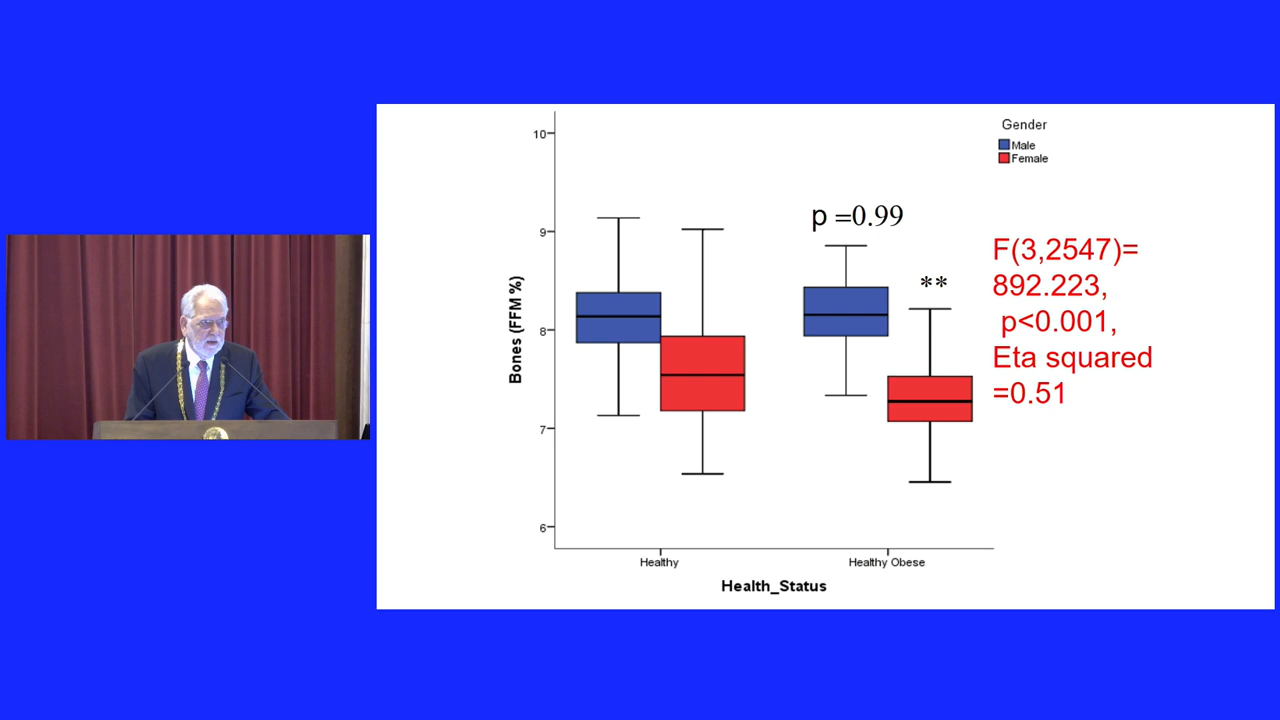 Gender
Male
Female
10
9
8
7
6
Bones (FFM %)
p =0.99
**
F(3,2547)=
892.223,
p<0.001,
Eta squared
=0.51
Healthy
Healthy Obese
Health_Status